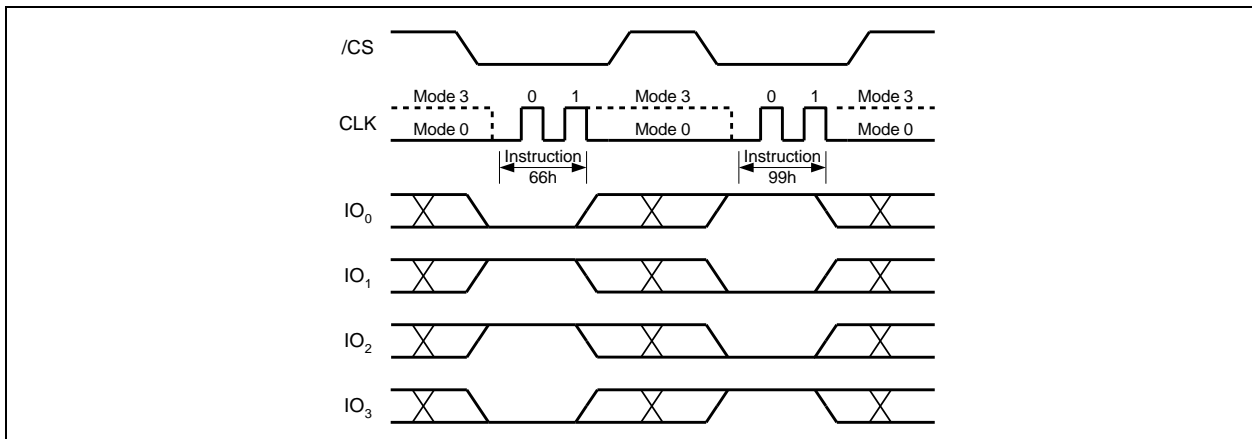 /CS
Mode 3 0 1 Mode 3 0 1 Mode 3
CLK
Mode 0 Mode 0 Mode 0
Instruction Instruction
66h 99h
IO0
IO1
IO2
IO3